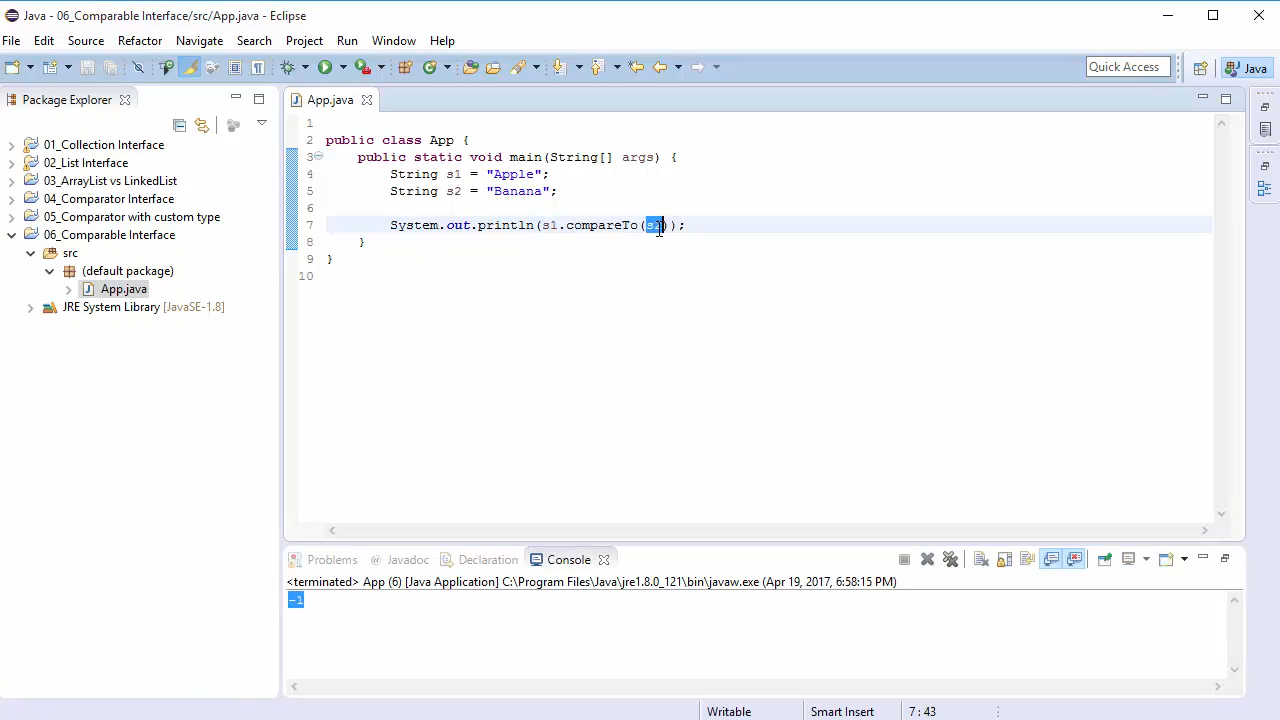 Java - 06_Comparable Interface/src/App.java - Eclipse
File Edit Source Refactor Navigate Search Project Run Window Help
Quick Access
Java
Package Explorer
App.java
01_Collection Interface
02_List Interface
03_ArrayList vs LinkedList
04_Comparator Interface
05_Comparator with custom type
06_Comparable Interface
src
(default package)
App.java
JRE System Library [JavaSE-1.8]
1
2 public class App {
3 public static void main(String[] args) {
4 String s1 = "Apple";
5 String s2 = "Banana";
6
7 System.out.println(s1.compareTo(s2));
8 }
9 }
10
Problems Javadoc Declaration Console
<terminated> App (6) [Java Application] C:\Program Files\Java\jre1.8.0_121\bin\javaw.exe (Apr 19, 2017, 6:58:15 PM)
-1
Writable Smart Insert 7 : 43